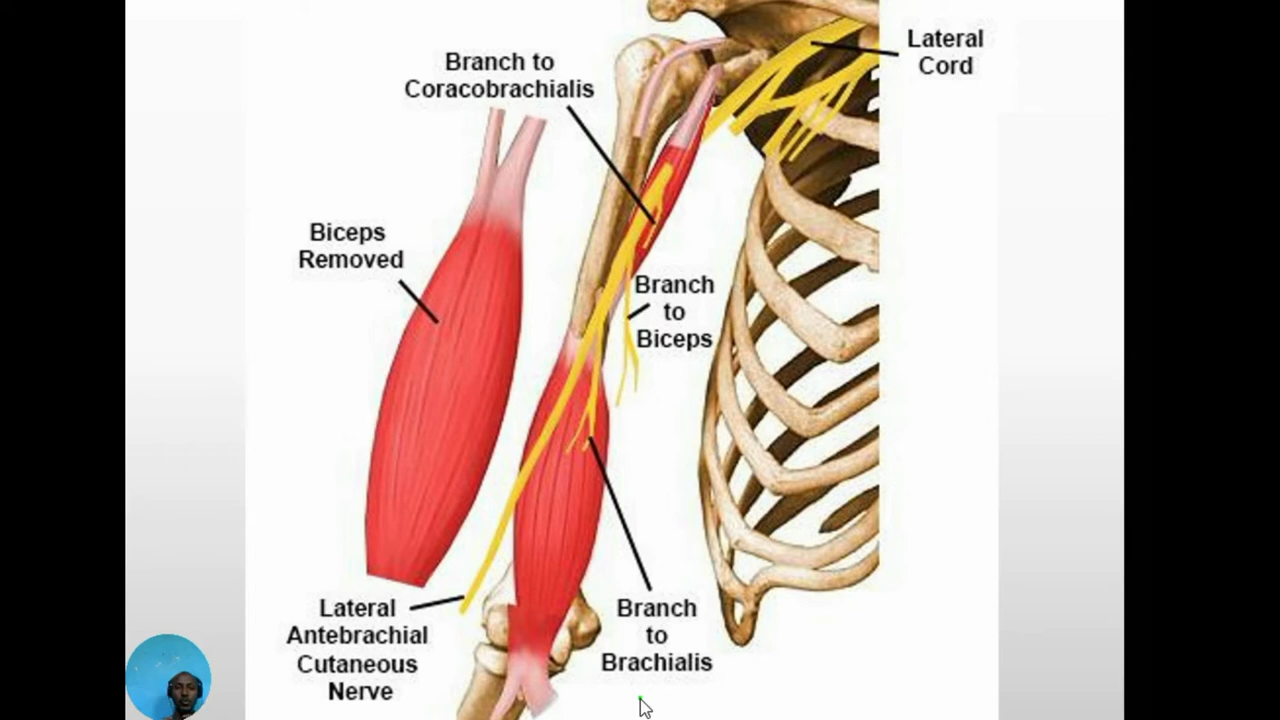 Lateral
Cord
Branch to
Coracobrachialis
Biceps
Removed
Branch
to
Biceps
Lateral
Antebrachial
Cutaneous
Nerve
Branch
to
Brachialis